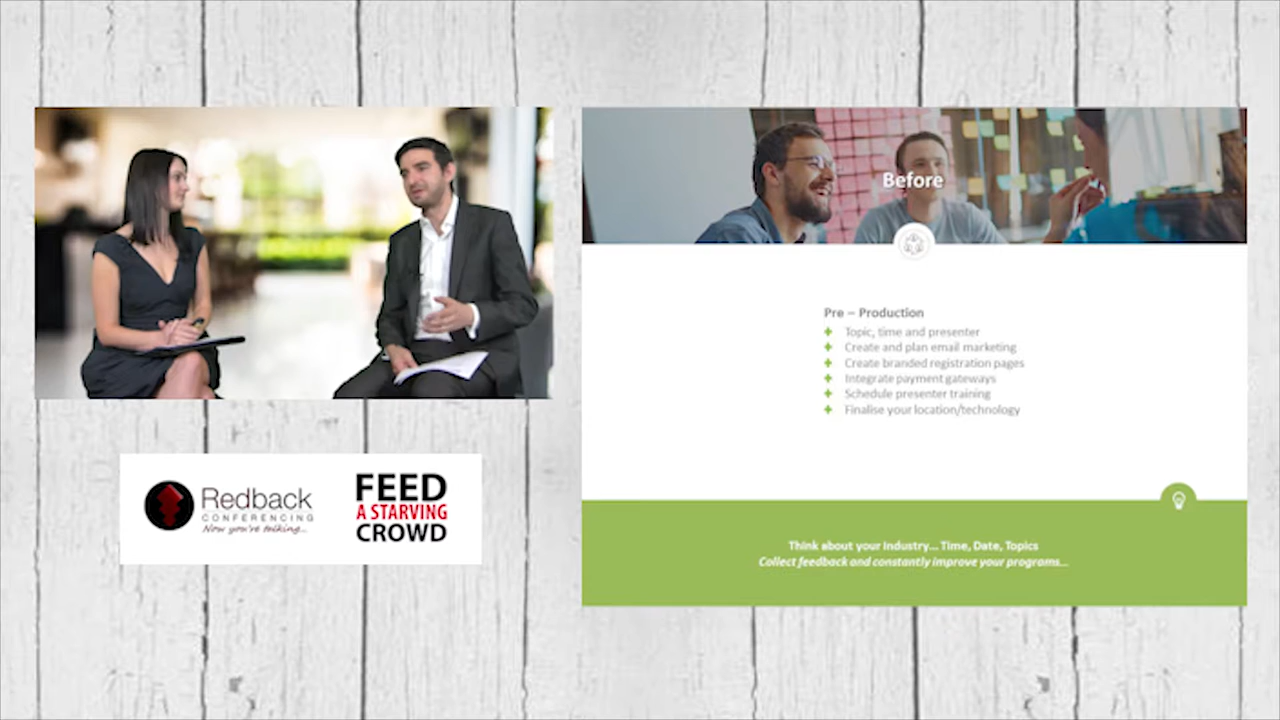 Before
Pre – Production
Topic, time and presenter
Create and plan email marketing
Create branded registration pages
Integrate payment gateways
Schedule presenter training
Finalise your location/technology
Think about your industry... Time, Date, Topics
Collect feedback and constantly improve your programs...
Redback
CONFERENCING
Now you're talking...
FEED
A STARVING
CROWD